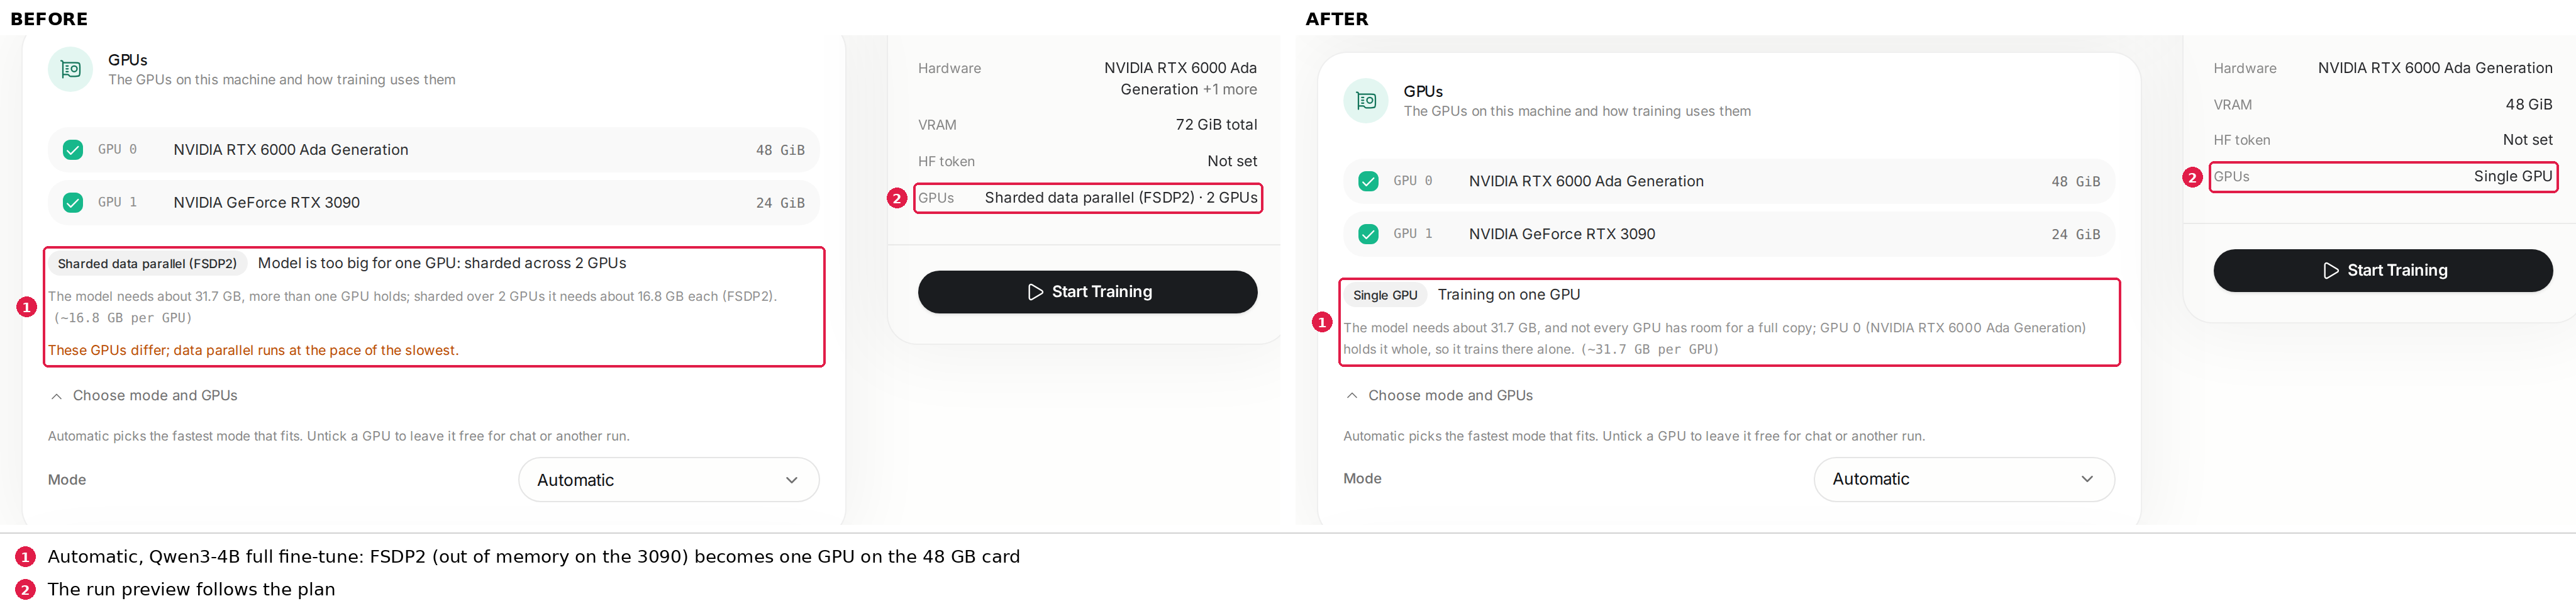 BEFORE
GPUs
The GPUs on this machine and how training uses them
GPU 0 NVIDIA RTX 6000 Ada Generation 48 GiB
GPU 1 NVIDIA GeForce RTX 3090 24 GiB
1
Sharded data parallel (FSDP2) Model is too big for one GPU: sharded across 2 GPUs
The model needs about 31.7 GB, more than one GPU holds; sharded over 2 GPUs it needs about 16.8 GB each (FSDP2).
(~16.8 GB per GPU)
These GPUs differ; data parallel runs at the pace of the slowest.
Choose mode and GPUs
Automatic picks the fastest mode that fits. Untick a GPU to leave it free for chat or another run.
Mode Automatic
Hardware NVIDIA RTX 6000 Ada
Generation +1 more
VRAM 72 GiB total
HF token Not set
2 GPUs Sharded data parallel (FSDP2) · 2 GPUs
Start Training
AFTER
GPUs
The GPUs on this machine and how training uses them
GPU 0 NVIDIA RTX 6000 Ada Generation 48 GiB
GPU 1 NVIDIA GeForce RTX 3090 24 GiB
1
Single GPU Training on one GPU
The model needs about 31.7 GB, and not every GPU has room for a full copy; GPU 0 (NVIDIA RTX 6000 Ada Generation)
holds it whole, so it trains there alone. (~31.7 GB per GPU)
Choose mode and GPUs
Automatic picks the fastest mode that fits. Untick a GPU to leave it free for chat or another run.
Mode Automatic
Hardware NVIDIA RTX 6000 Ada Generation
VRAM 48 GiB
HF token Not set
2 GPUs Single GPU
Start Training
1 Automatic, Qwen3-4B full fine-tune: FSDP2 (out of memory on the 3090) becomes one GPU on the 48 GB card
2 The run preview follows the plan